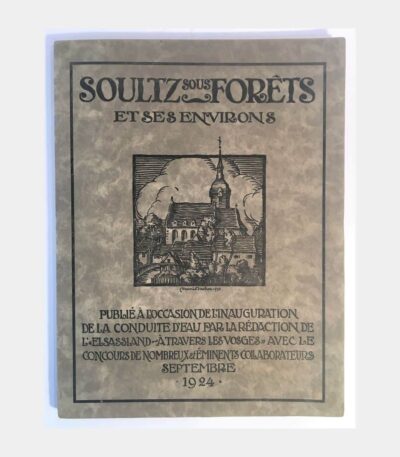 SOULTZ SOUS FORÊTS
ET SES ENVIRONS
PUBLIÉ À L'OCCASION DE L'INAUGURATION
DE LA CONDUITE D'EAU PAR LA RÉDACTION DE
L'«ELSASSLAND-À TRAVERS LES VOSGES» AVEC LE
CONCOURS DE NOMBREUX & ÉMINENTS COLLABORATEURS
SEPTEMBRE
·1924·